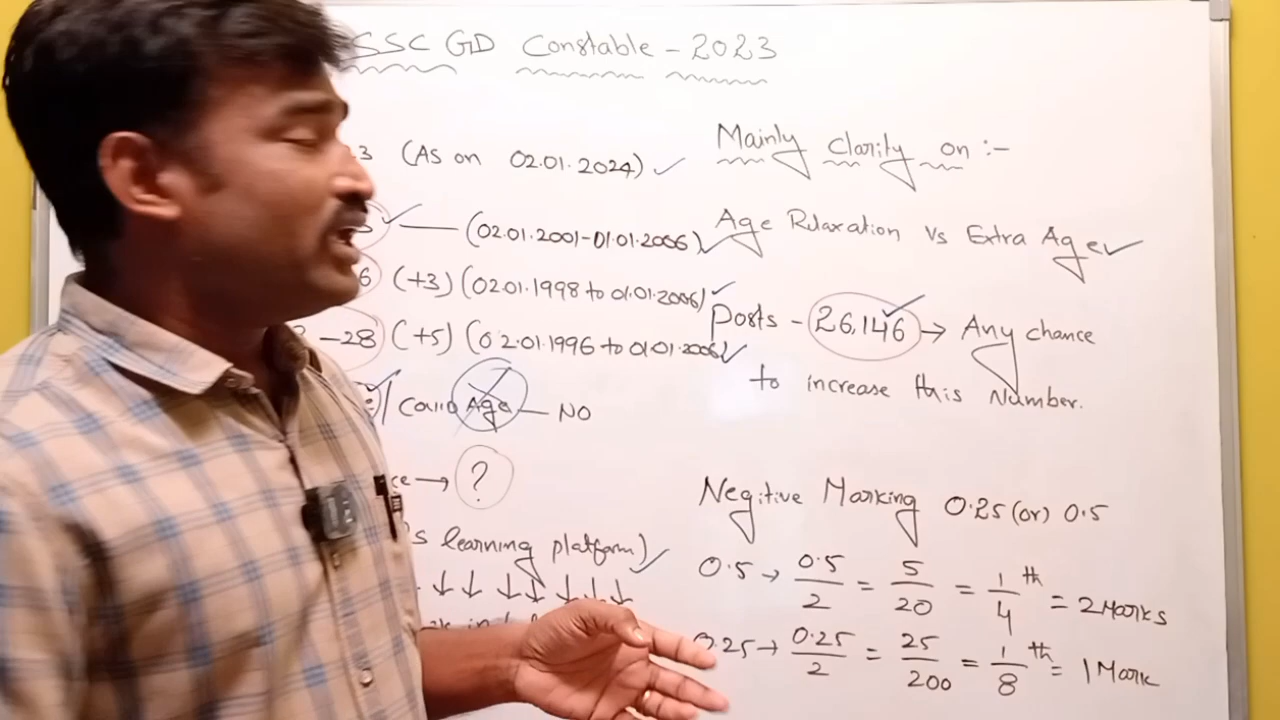 SSC GD Constable - 2023
.3 (As on 02.01.2024) ✓
✓ — (02.01.2001-01.01.2006) ✓
6 (+3) (02.01.1998 to 01.01.2006) ✓
-28 (+5) (02.01.1996 to 01.01.2006) ✓
Age — NO
ce → ?
s learning platform) ✓
Mainly Clarity on :-
Age Relaxation vs Extra Age ✓
Posts - 26,146 → Any chance
to increase this Number.
Negitive Marking 0.25 (or) 0.5
0.5 → 0.5/2 = 5/20 = 1/4 th = 2 Marks
0.25 → 0.25/2 = 25/200 = 1/8 th = 1 Mark